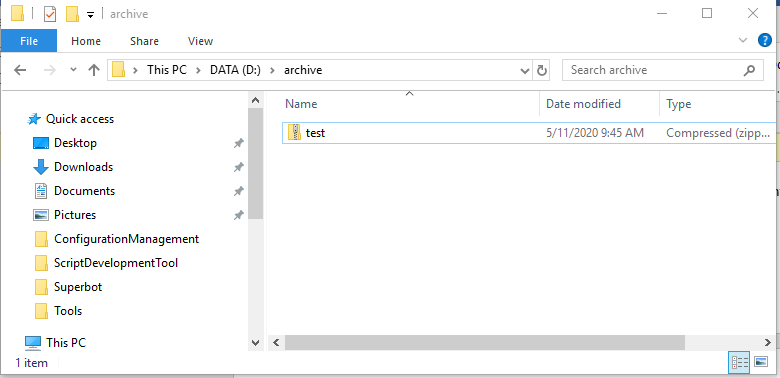 archive
File Home Share View
This PC DATA (D:) archive Search archive
Name Date modified Type
Quick access
test 5/11/2020 9:45 AM Compressed (zipp...
Desktop
Downloads
Documents
Pictures
ConfigurationManagement
ScriptDevelopmentTool
Superbot
Tools
This PC
1 item